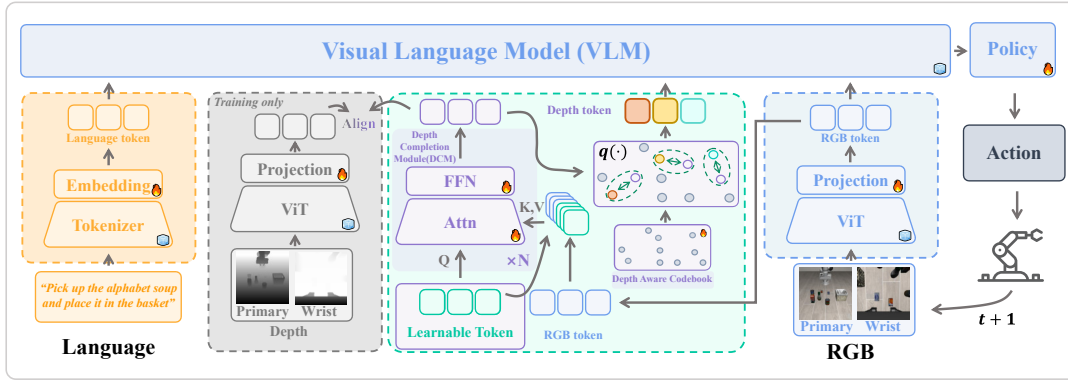 Visual Language Model (VLM)
Policy
Language token
Embedding
Tokenizer
“Pick up the alphabet soup
and place it in the basket”
Language
Training only
Align
Projection
ViT
Primary
Wrist
Depth
Depth
Completion
Module(DCM)
FFN
Attn
K,V
Q
×N
Learnable Token
RGB token
Depth token
q(·)
Depth Aware Codebook
RGB token
Projection
ViT
Primary
Wrist
RGB
Action
t + 1